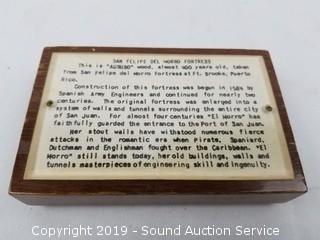 SAN FELIPE DEL MORRO FORTRESS
This is "AUSUBO" wood, almost 400 years old, taken
from San Felipe del Morro Fortress at Ft. Brooke, Puerto
Rico.
Construction of this fortress was begun in 1584 by
Spanish Army Engineers and continued for nearly two
centuries. The original fortress was enlarged into a
system of walls and tunnels surrounding the entire city
of San Juan. For almost four centuries "El Morro" has
faithfully guarded the entrance to the Port of San Juan.
Her stout walls have withstood numerous fierce
attacks in the romantic era when Pirate, Spaniard,
Dutchman and Englishman fought over the Caribbean. "El
Morro" still stands today, her old buildings, walls and
tunnels masterpieces of engineering skill and ingenuity.
Copyright 2019 - Sound Auction Service